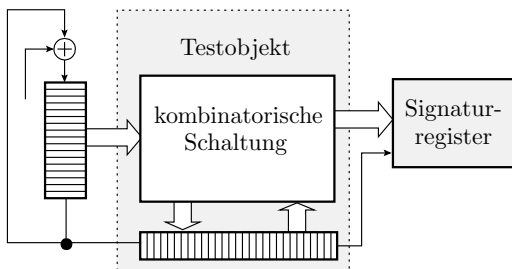 Testobjekt
kombinatorische
Schaltung
Signatur-
register